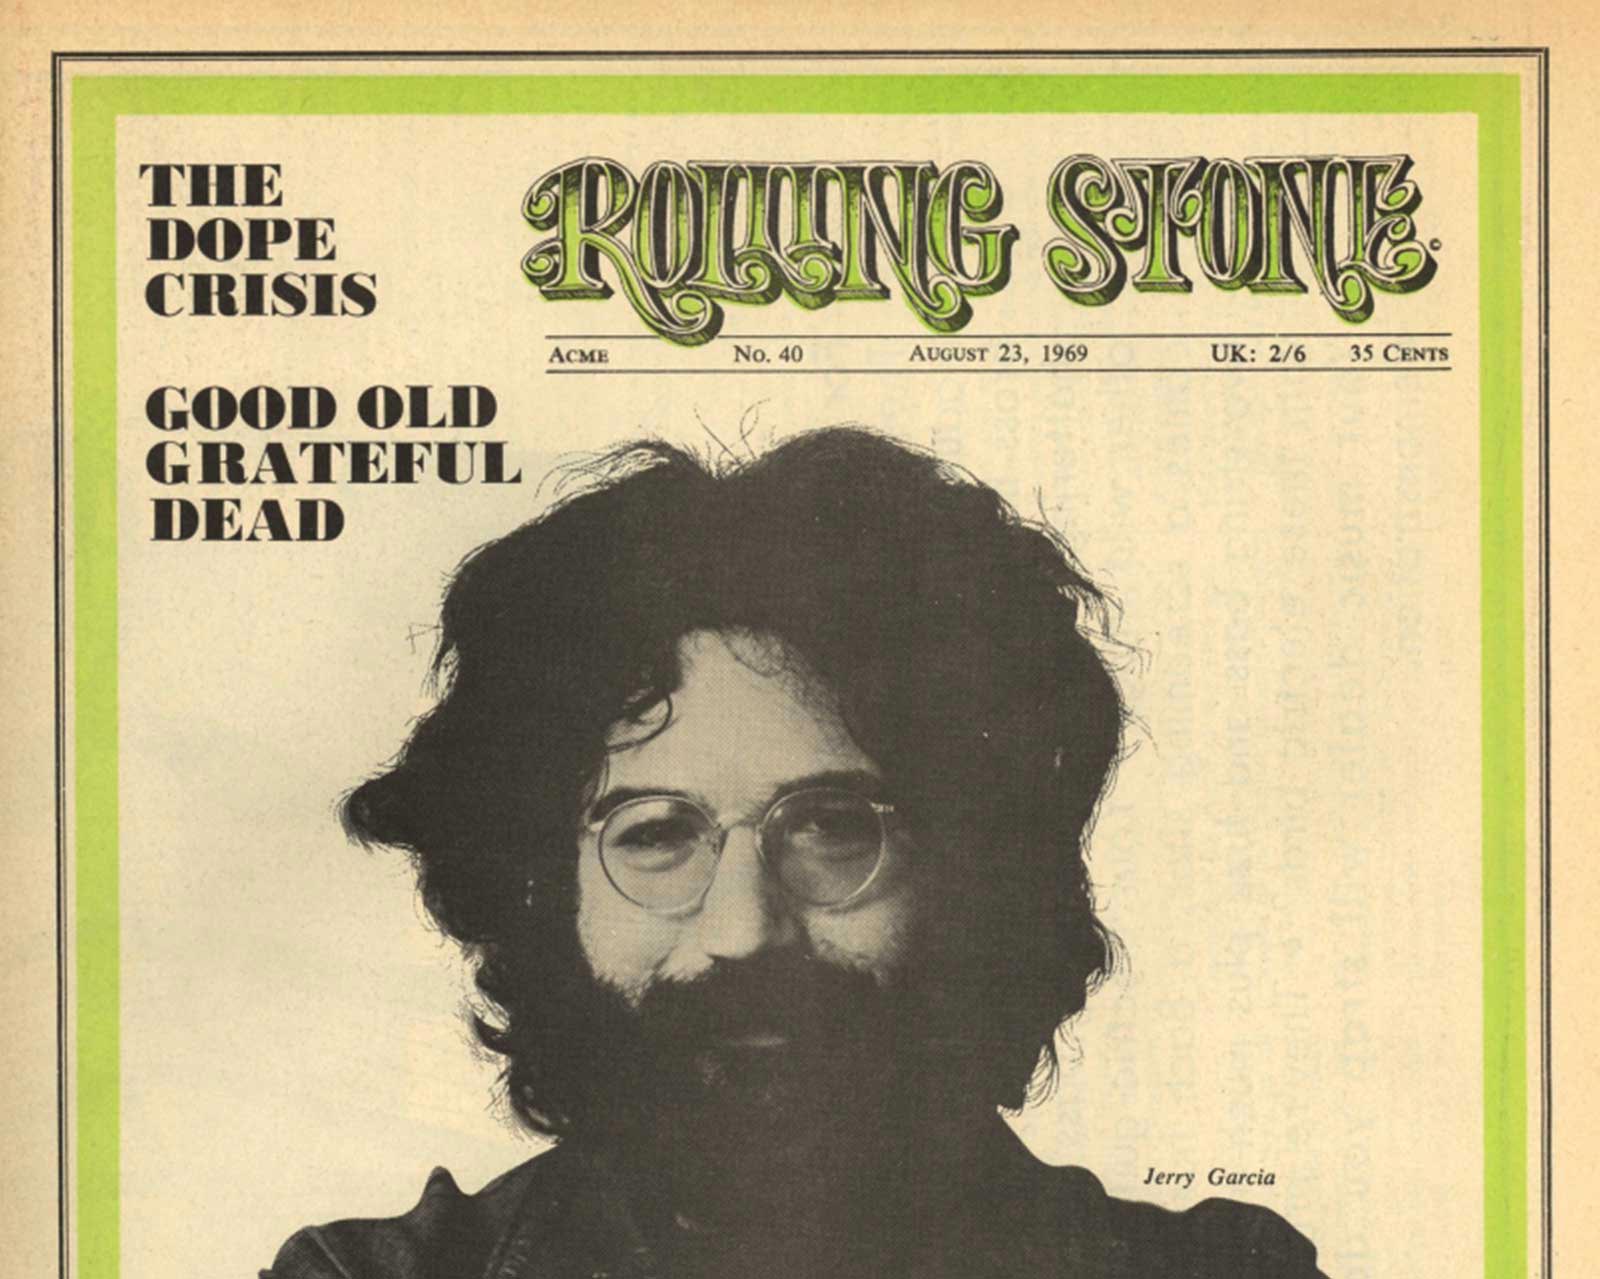 THE
DOPE
CRISIS
GOOD OLD
GRATEFUL
DEAD
ROLLING STONE
ACME No. 40 AUGUST 23, 1969 UK: 2/6 35 CENTS
Jerry Garcia